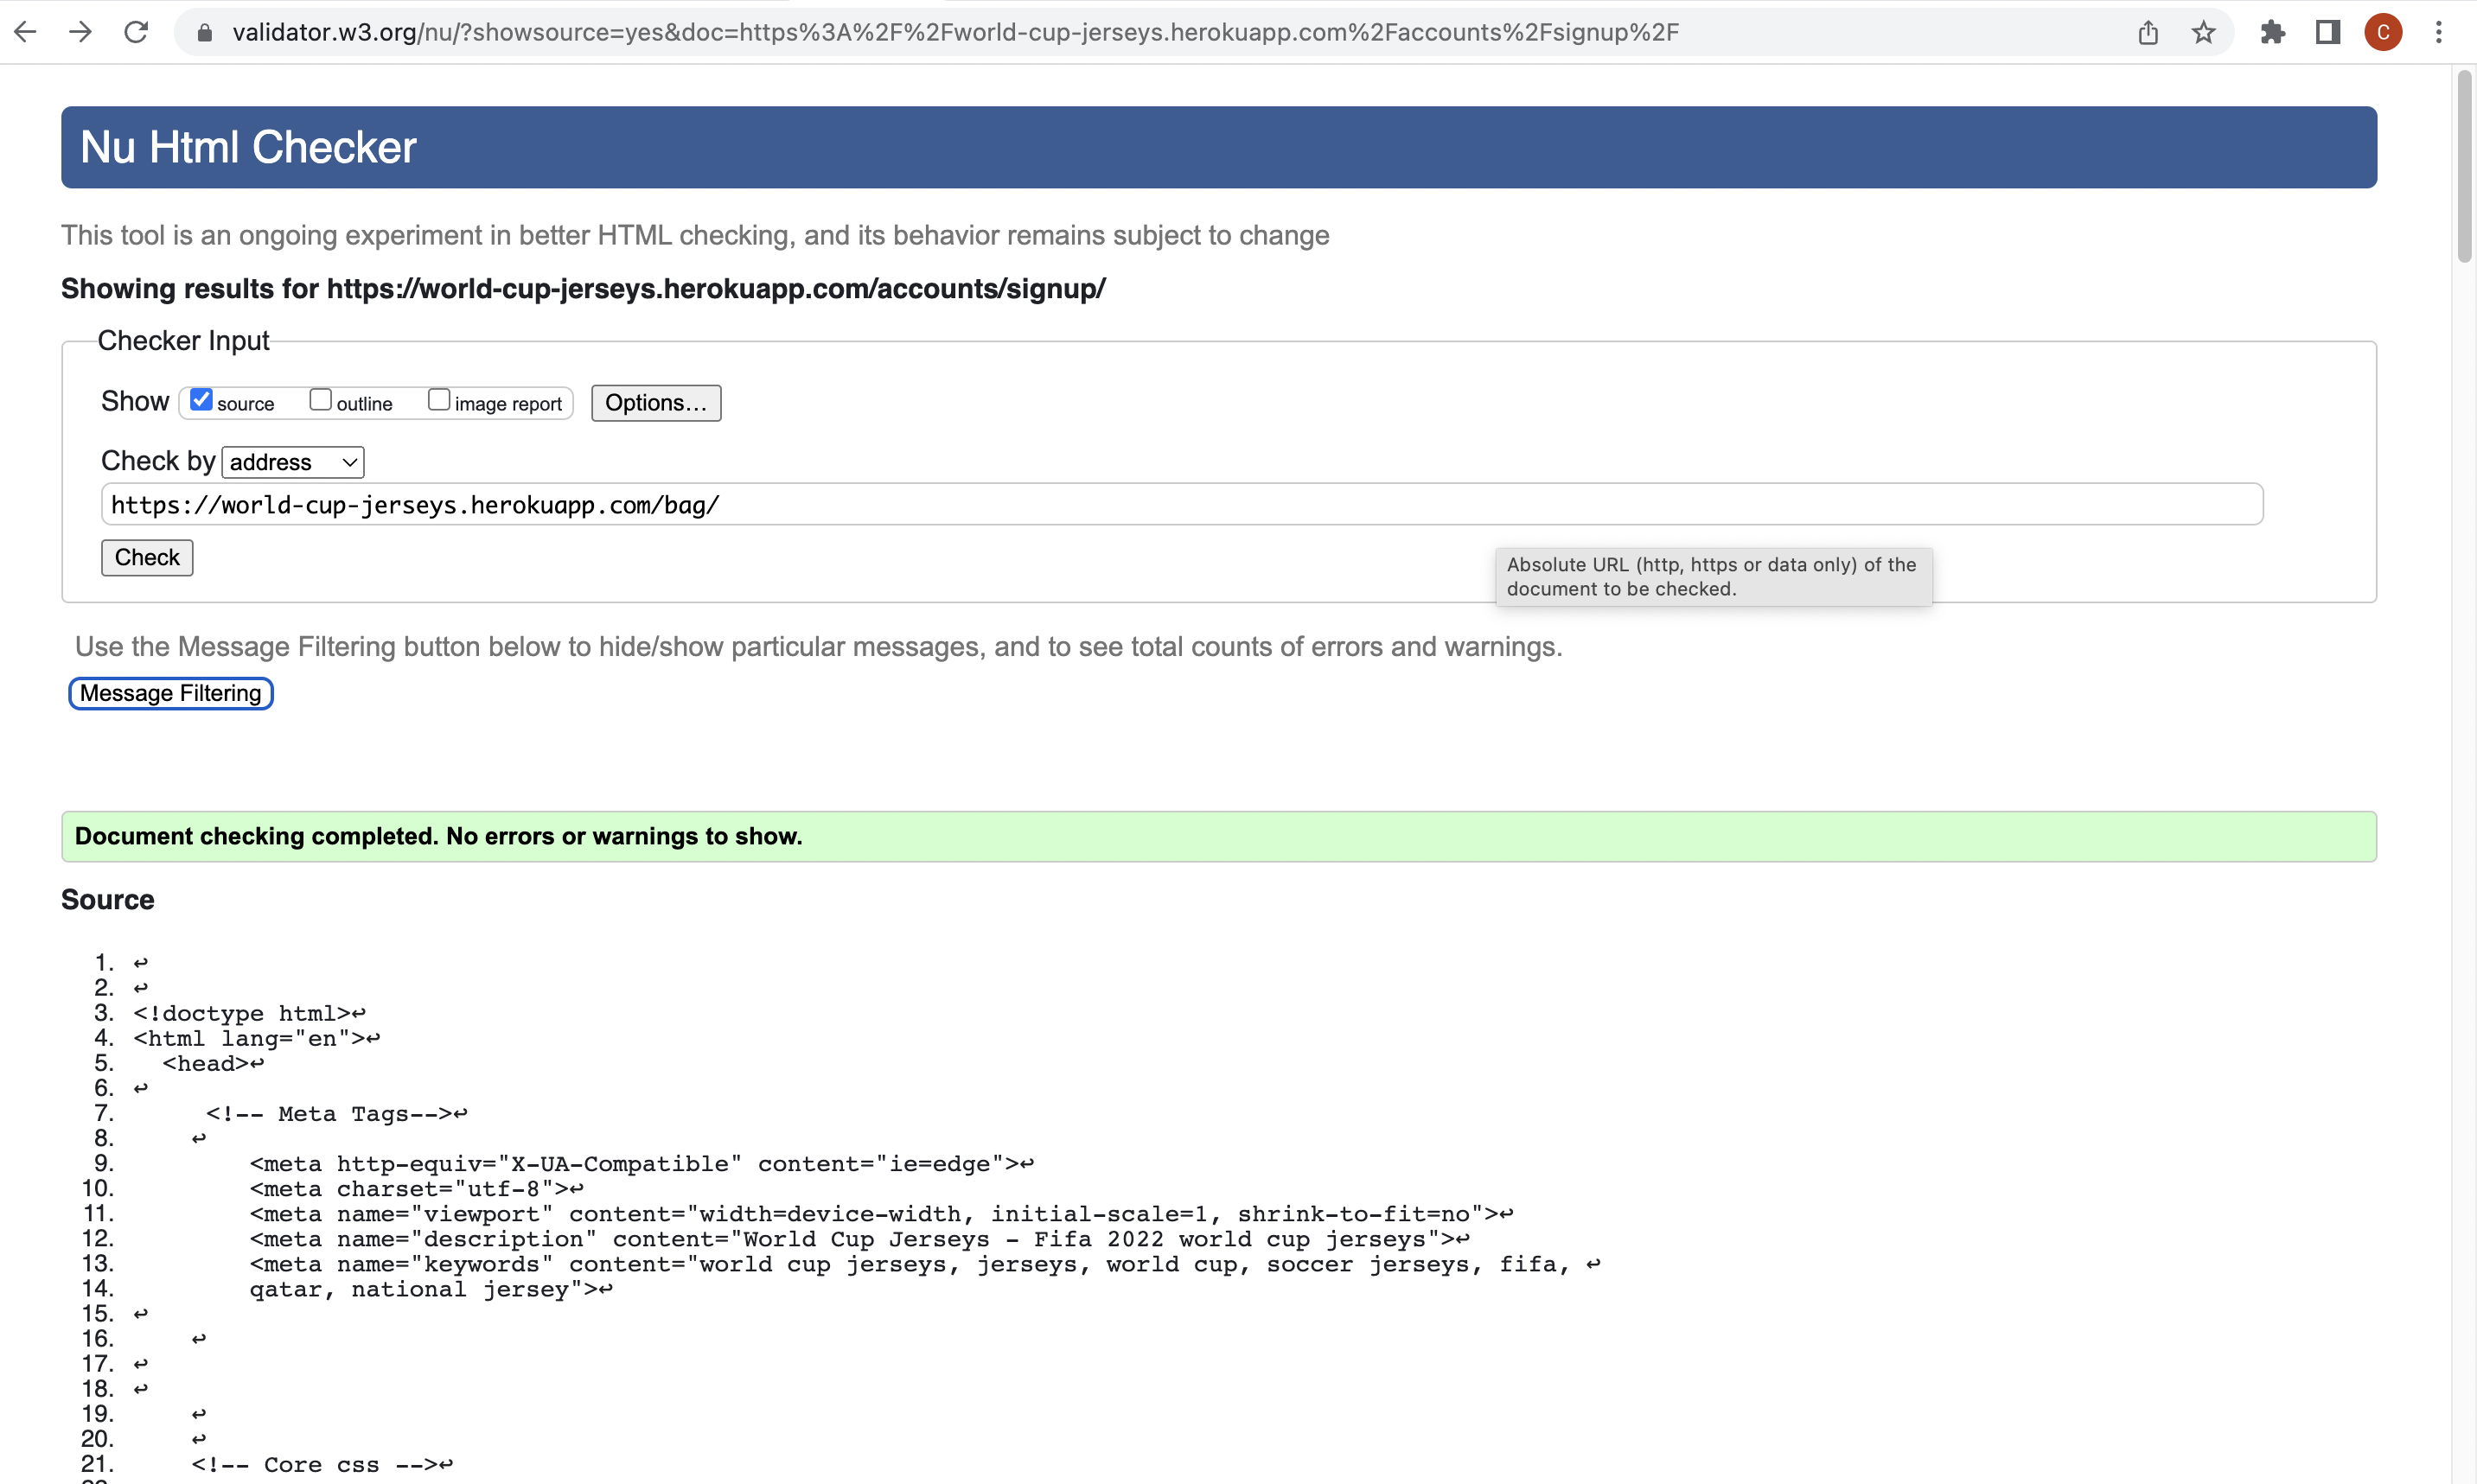 validator.w3.org/nu/?showsource=yes&doc=https%3A%2F%2Fworld-cup-jerseys.herokuapp.com%2Faccounts%2Fsignup%2F
C
Nu Html Checker
This tool is an ongoing experiment in better HTML checking, and its behavior remains subject to change
Showing results for https://world-cup-jerseys.herokuapp.com/accounts/signup/
Checker Input
Show source outline image report Options...
Check by address
https://world-cup-jerseys.herokuapp.com/bag/
Check
Absolute URL (http, https or data only) of the
document to be checked.
Use the Message Filtering button below to hide/show particular messages, and to see total counts of errors and warnings.
Message Filtering
Document checking completed. No errors or warnings to show.
Source
1. ↩
2. ↩
3. <!doctype html>↩
4. <html lang="en">↩
5. <head>↩
6. ↩
7. <!-- Meta Tags-->↩
8. ↩
9. <meta http-equiv="X-UA-Compatible" content="ie=edge">↩
10. <meta charset="utf-8">↩
11. <meta name="viewport" content="width=device-width, initial-scale=1, shrink-to-fit=no">↩
12. <meta name="description" content="World Cup Jerseys - Fifa 2022 world cup jerseys">↩
13. <meta name="keywords" content="world cup jerseys, jerseys, world cup, soccer jerseys, fifa, ↩
14. qatar, national jersey">↩
15. ↩
16. ↩
17. ↩
18. ↩
19. ↩
20. ↩
21. <!-- Core css -->↩